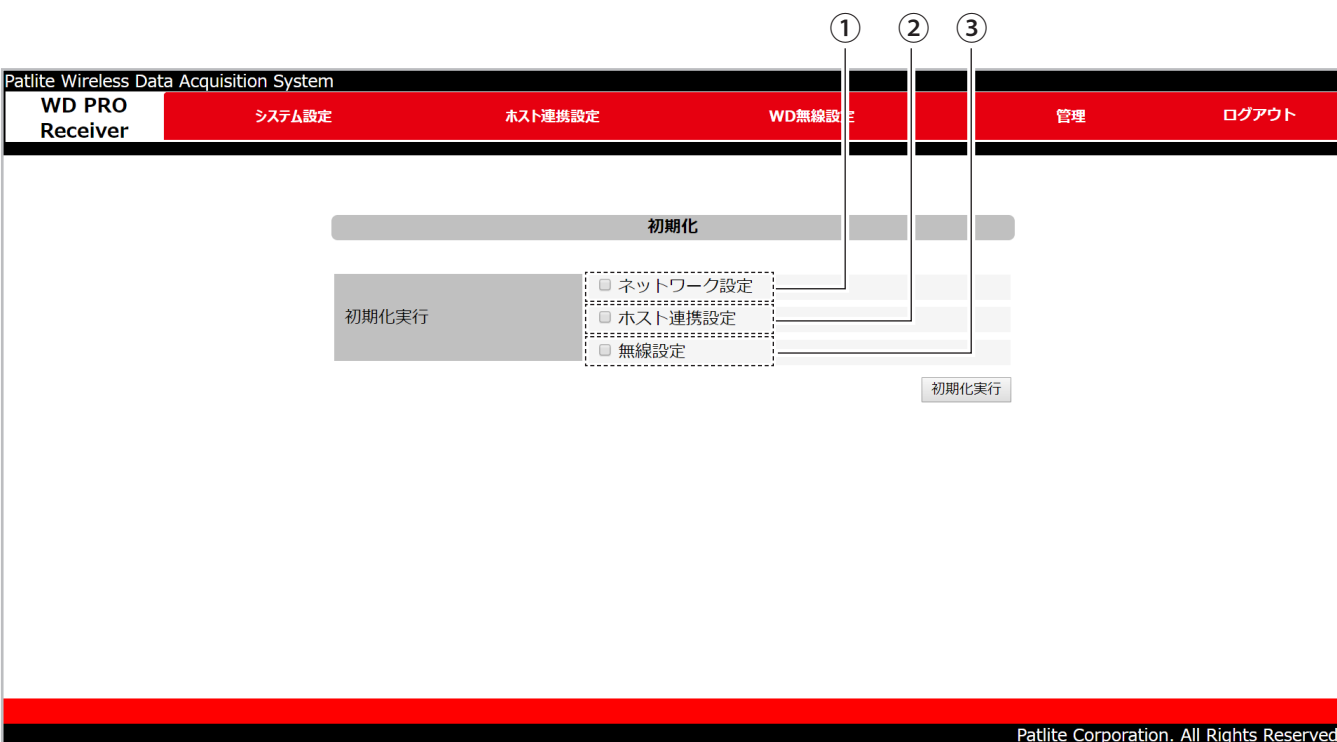 ① ② ③
Patlite Wireless Data Acquisition System
WD PRO
Receiver
システム設定 ホスト連携設定 WD無線設定 管理 ログアウト
初期化
初期化実行
ネットワーク設定
ホスト連携設定
無線設定
初期化実行
Patlite Corporation. All Rights Reserved